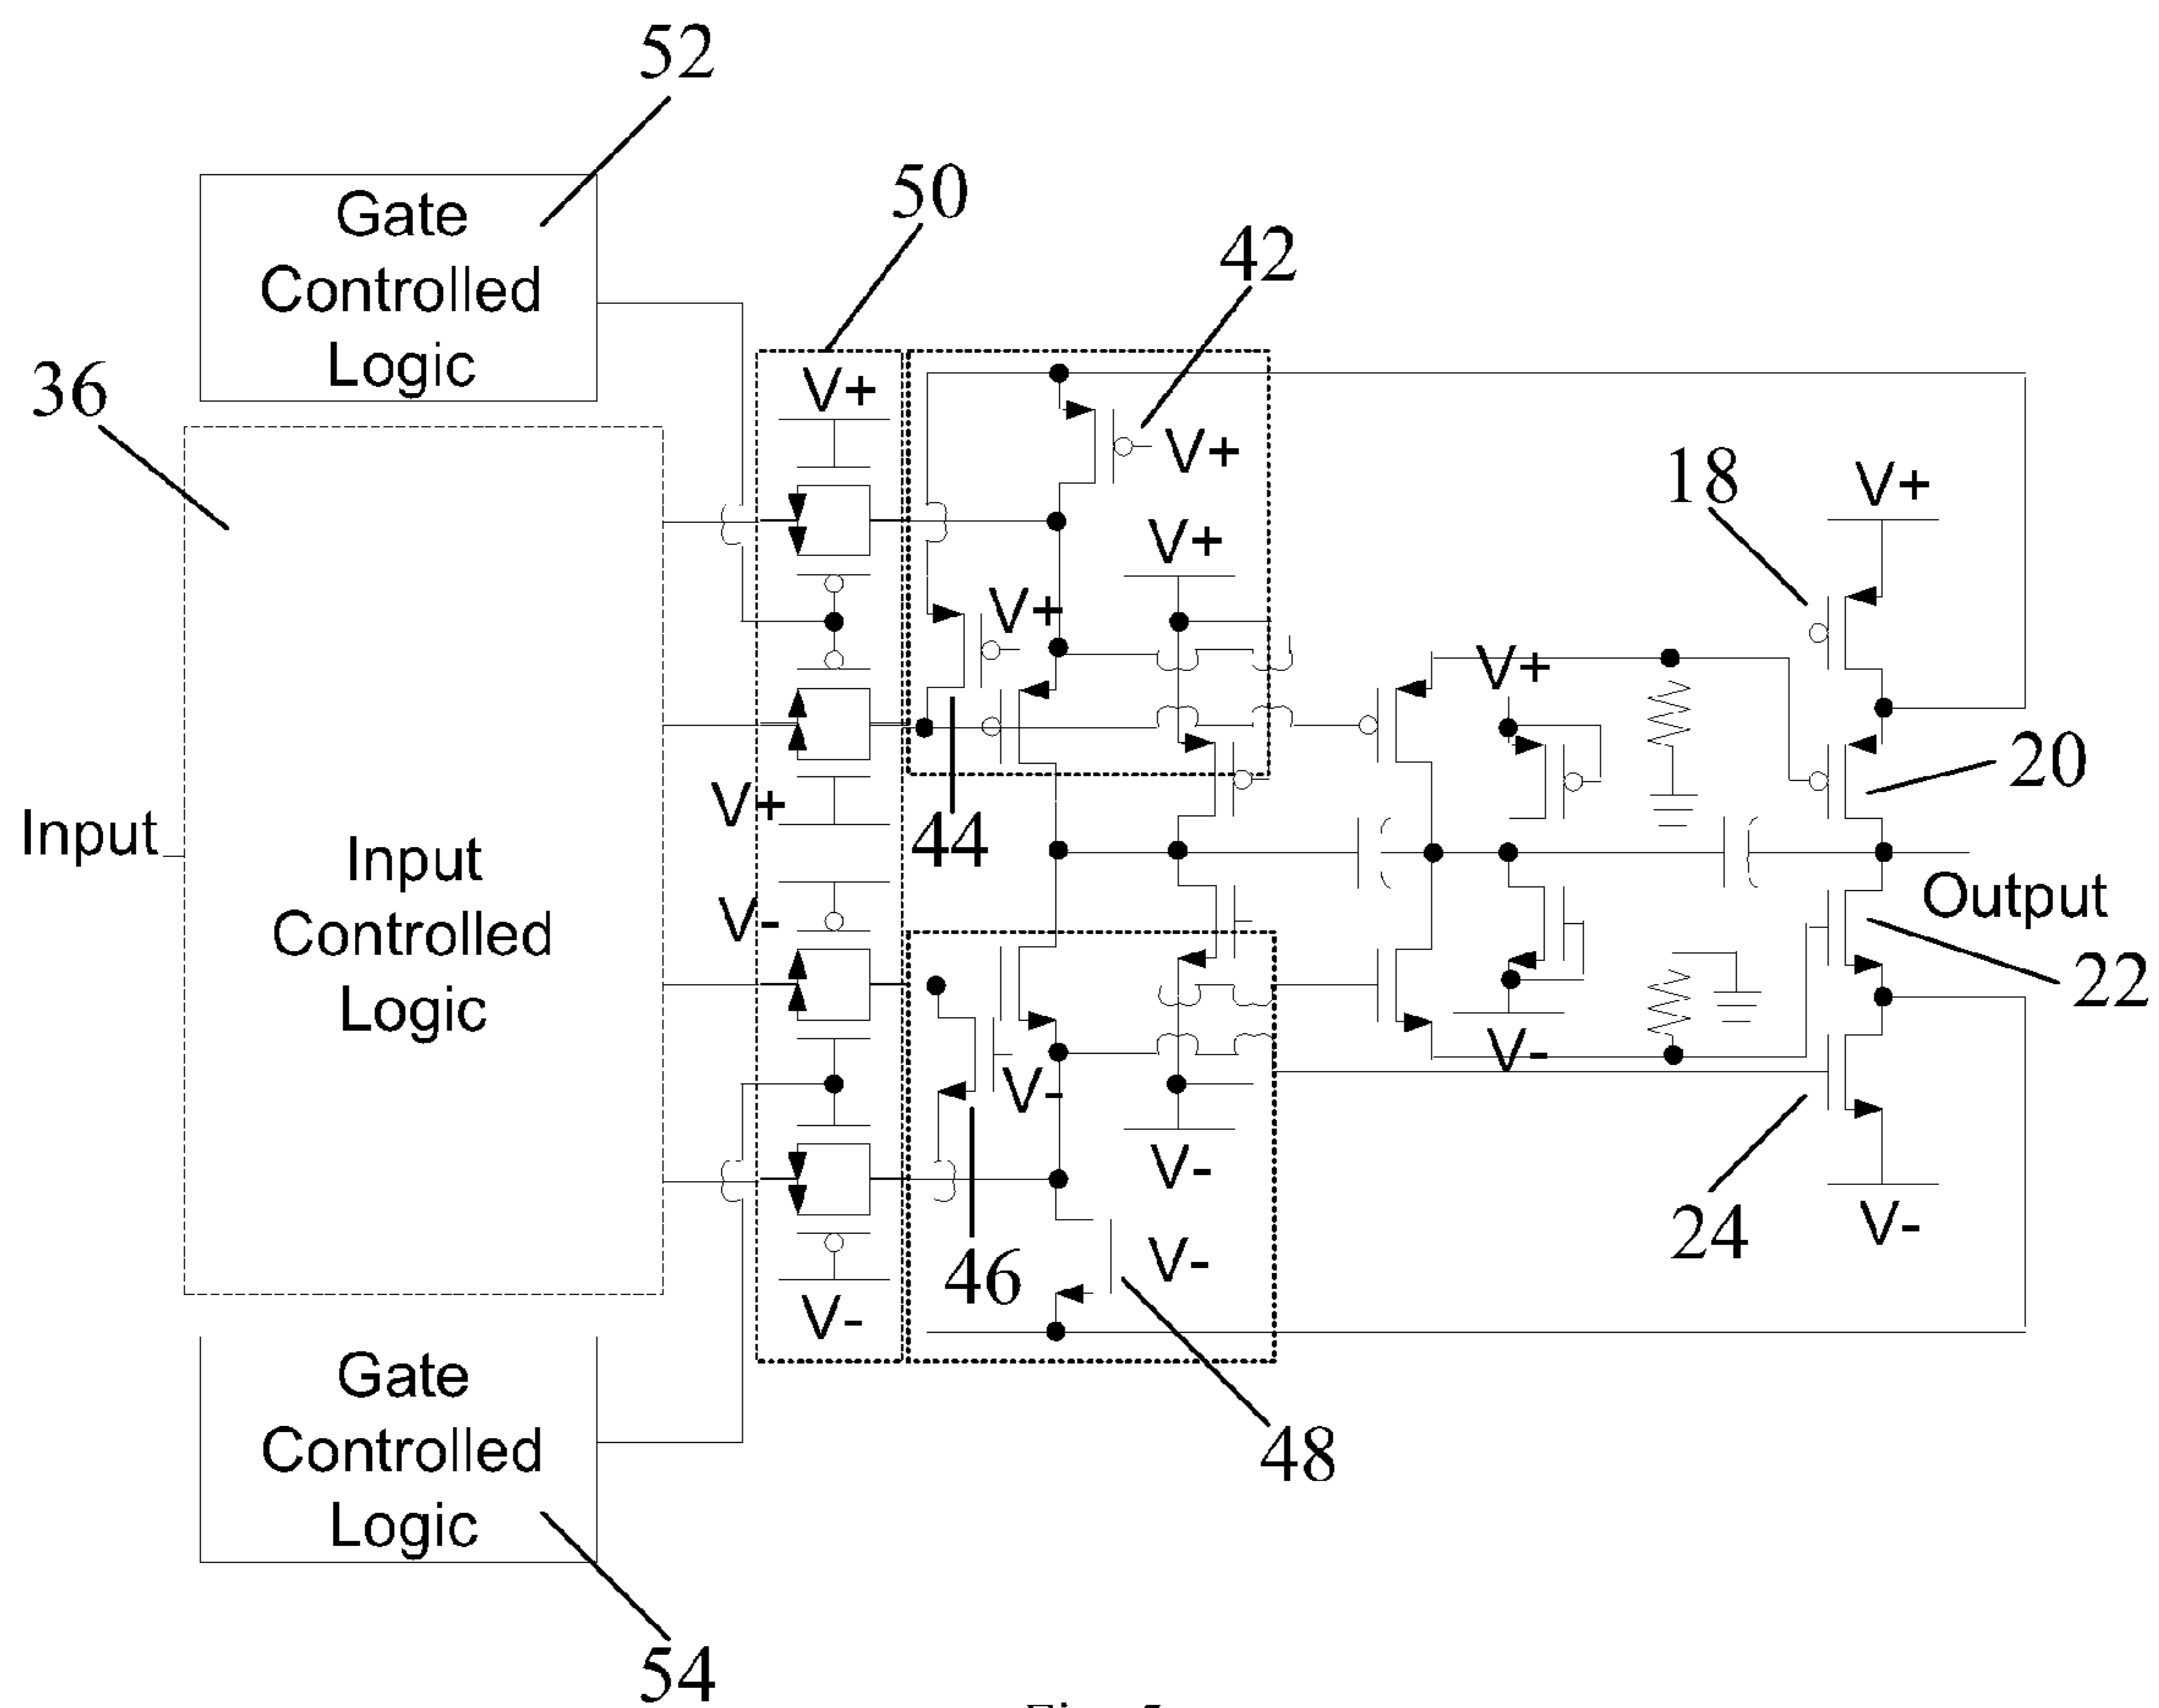 52
Gate
Controlled
Logic
50
42
36
V+
V+
18
V+
V+
V+
V+
20
V+
44
Input
Input
Controlled
Logic
V-
Output
22
V-
V-
V-
24
V-
46
V-
V-
Gate
Controlled
Logic
48
54